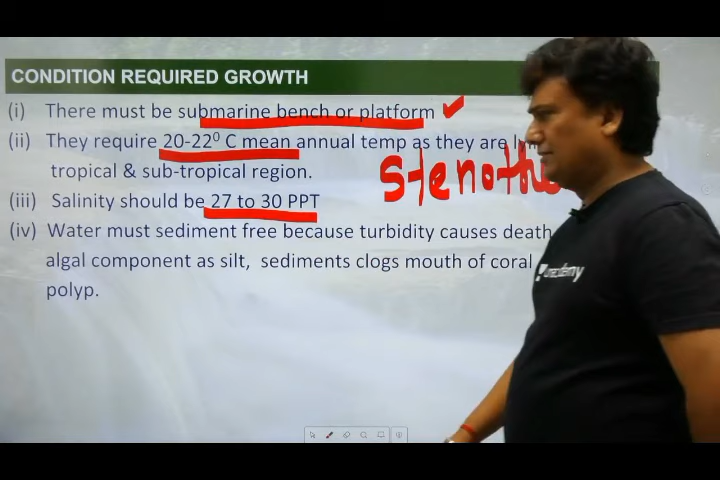 CONDITION REQUIRED GROWTH
(i) There must be submarine bench or platform
(ii) They require 20-22⁰ C mean annual temp as they are
tropical & sub-tropical region.
stenothe
(iii) Salinity should be 27 to 30 PPT
(iv) Water must sediment free because turbidity causes death
algal component as silt, sediments clogs mouth of coral
polyp.
unacademy